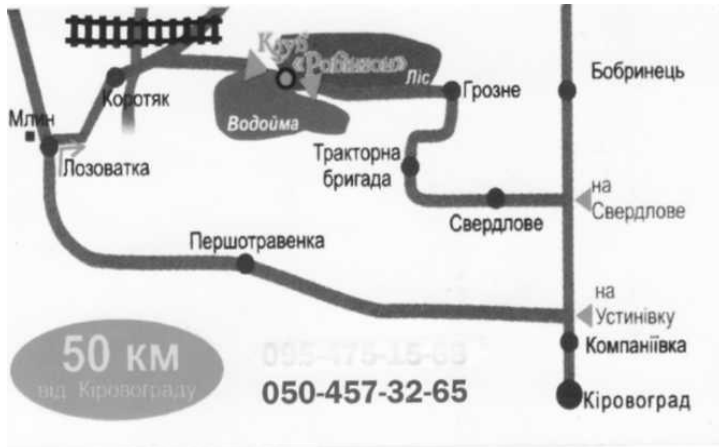 Клуб
«Робінзон»
Ліс
Грозне
Бобринець
Коротяк
Млин
Водойма
Лозоватка
Тракторна
бригада
на
Свердлове
Свердлове
Першотравенка
на
Устинівку
Компаніївка
50 км
від Кіровограду
050-457-32-65
Кіровоград